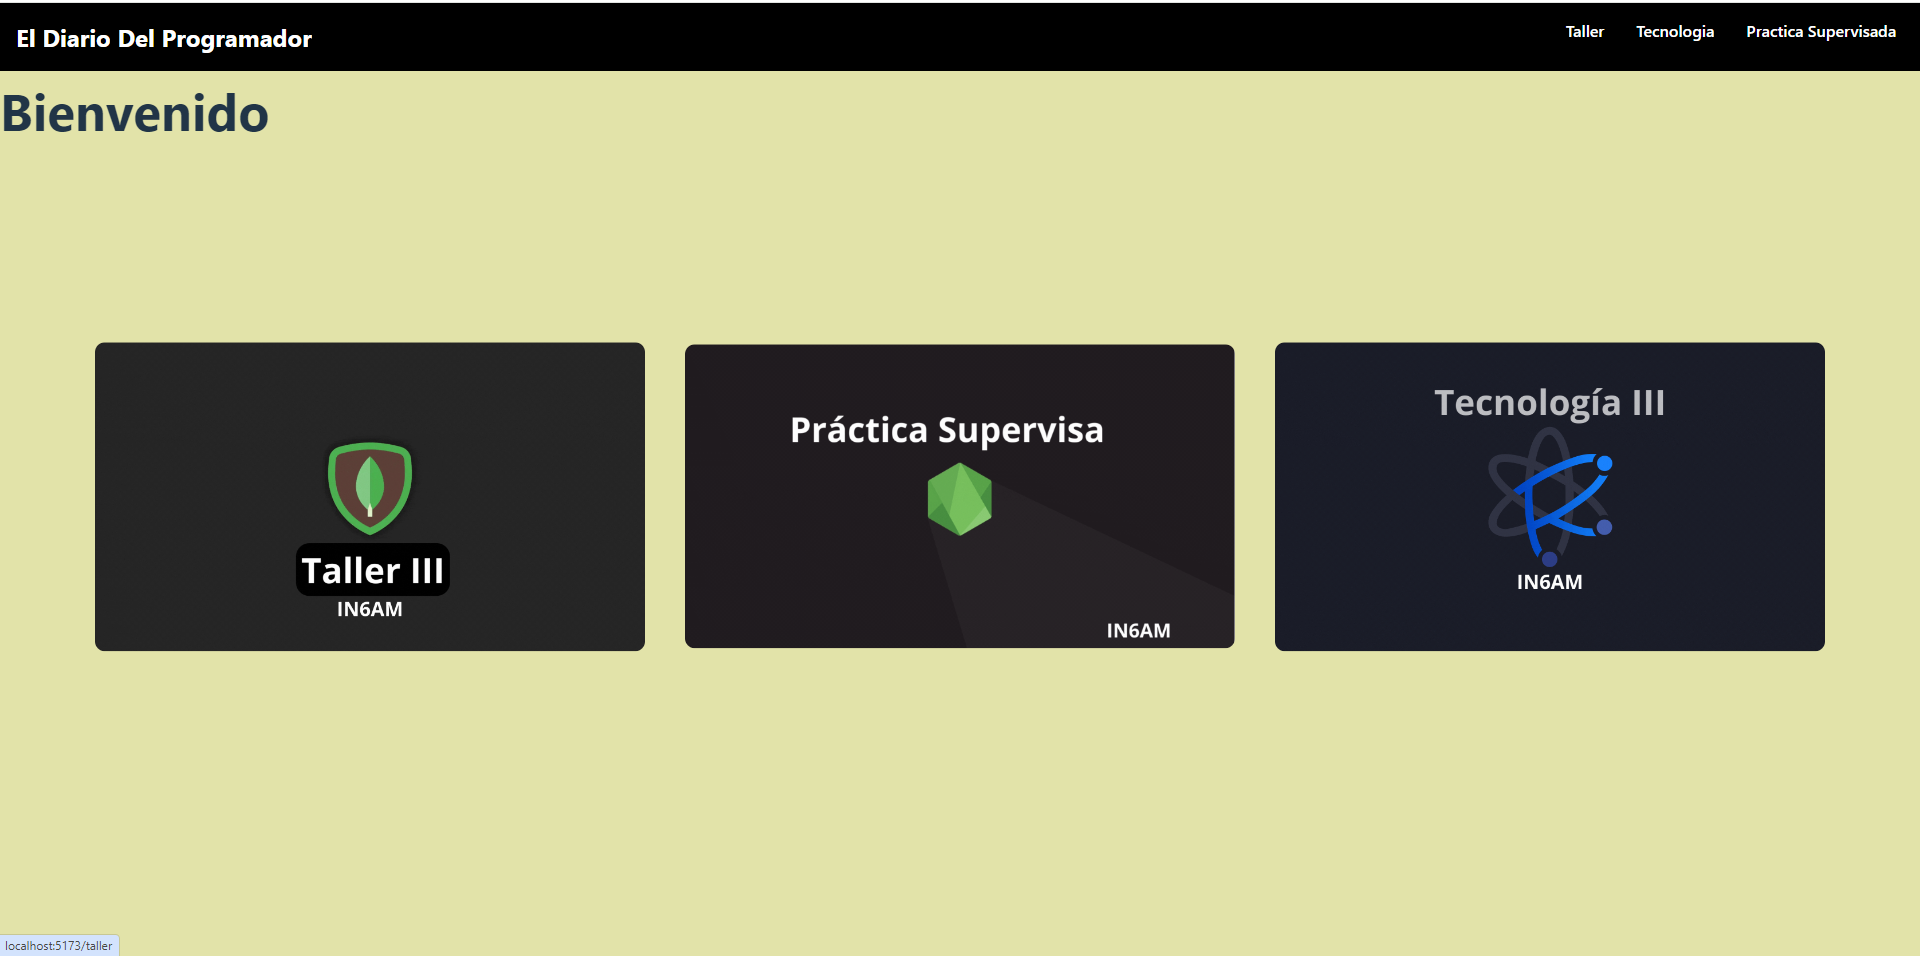 El Diario Del Programador
Taller Tecnologia Practica Supervisada
Bienvenido
Taller III
IN6AM
Práctica Supervisa
IN6AM
Tecnología III
IN6AM
localhost:5173/taller